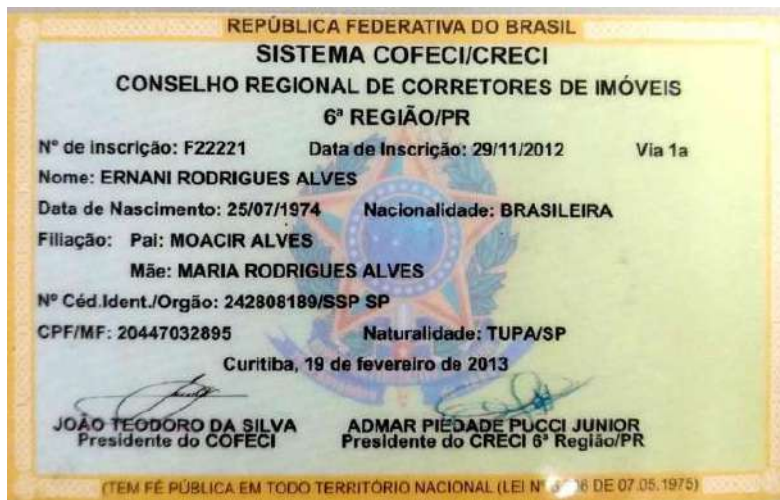 REPÚBLICA FEDERATIVA DO BRASIL
SISTEMA COFECI/CRECI
CONSELHO REGIONAL DE CORRETORES DE IMÓVEIS
6ª REGIÃO/PR
Nº de inscrição: F22221 Data de Inscrição: 29/11/2012 Via 1a
Nome: ERNANI RODRIGUES ALVES
Data de Nascimento: 25/07/1974 Nacionalidade: BRASILEIRA
Filiação: Pai: MOACIR ALVES
Mãe: MARIA RODRIGUES ALVES
Nº Céd.Ident./Orgão: 242808189/SSP SP
CPF/MF: 20447032895 Naturalidade: TUPA/SP
Curitiba, 19 de fevereiro de 2013
JOÃO TEODORO DA SILVA ADMAR PIEDADE PUCCI JUNIOR
Presidente do COFECI Presidente do CRECI 6ª Região/PR
(TEM FÉ PÚBLICA EM TODO TERRITÓRIO NACIONAL (LEI Nº DE 07.05.1975)